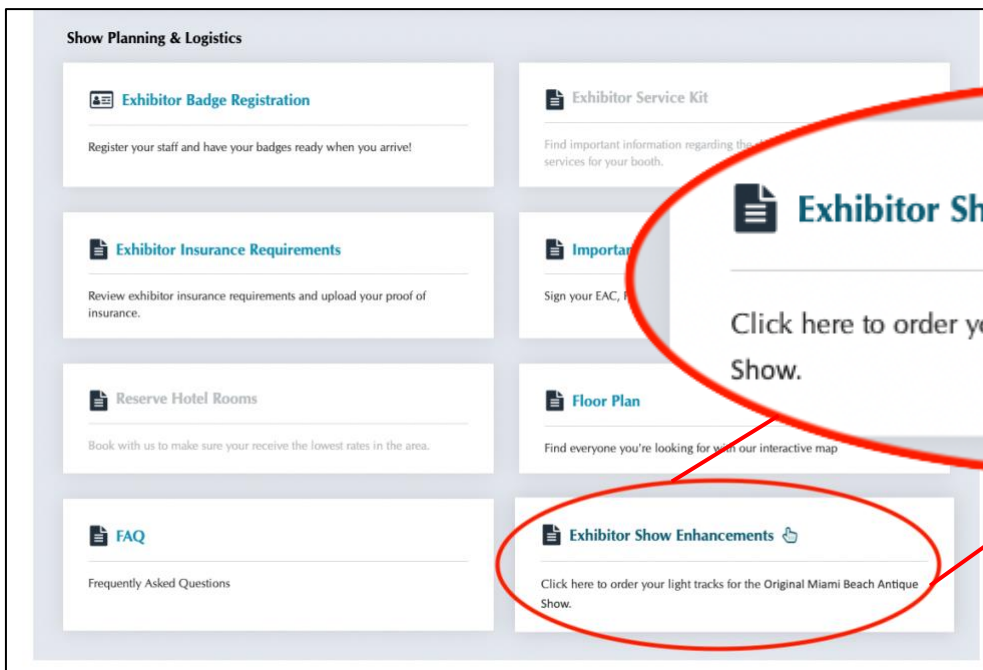 Show Planning & Logistics
Exhibitor Badge Registration
Register your staff and have your badges ready when you arrive!
Exhibitor Service Kit
Find important information regarding the
services for your booth.
Exhibitor Insurance Requirements
Review exhibitor insurance requirements and upload your proof of
insurance.
Importan
Sign your EAC,
Exhibitor Sh
Click here to order yo
Show.
Reserve Hotel Rooms
Book with us to make sure your receive the lowest rates in the area.
Floor Plan
Find everyone you're looking for with our interactive map
FAQ
Frequently Asked Questions
Exhibitor Show Enhancements
Click here to order your light tracks for the Original Miami Beach Antique
Show.